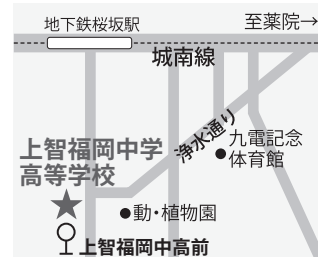 地下鉄桜坂駅
至薬院→
城南線
浄水通り
九電記念
体育館
上智福岡中学
高等学校
動・植物園
上智福岡中高前